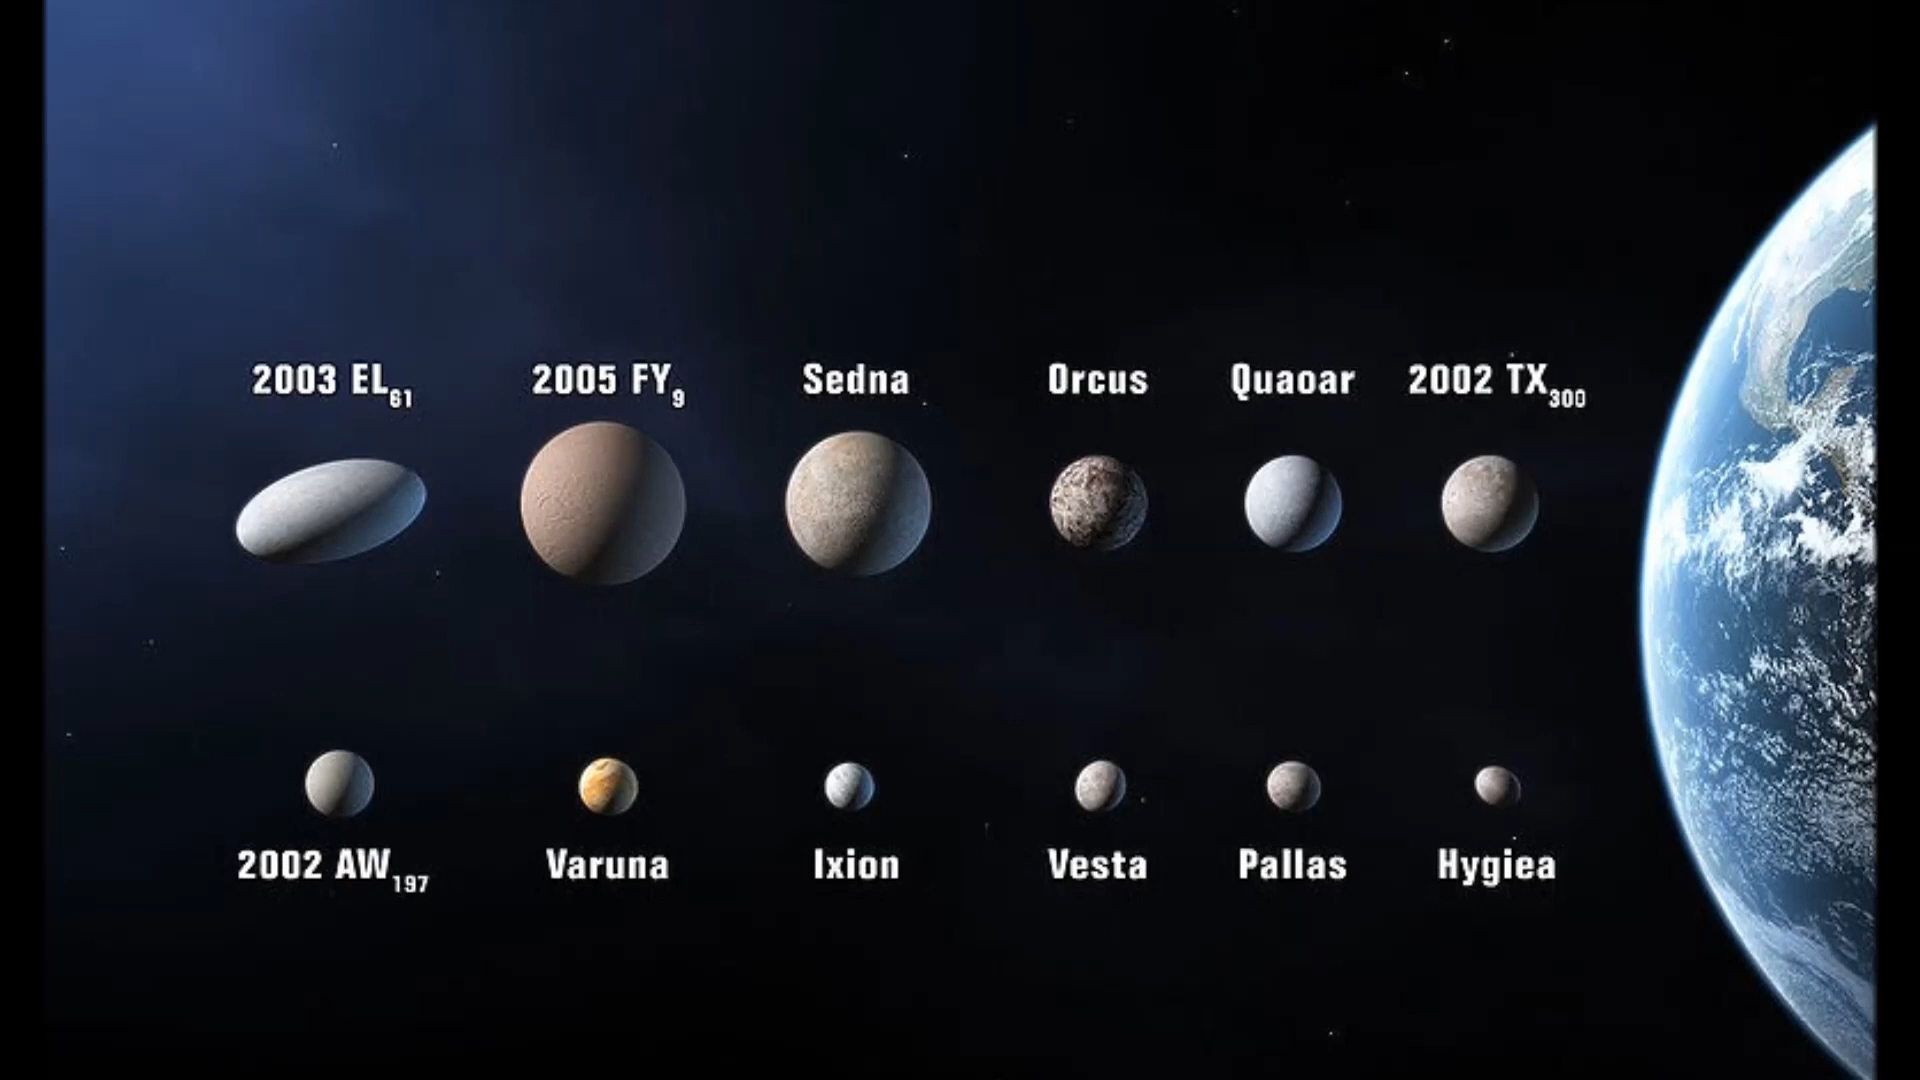 2003 EL61 2005 FY9 Sedna Orcus Quaoar 2002 TX300
2002 AW197 Varuna Ixion Vesta Pallas Hygiea